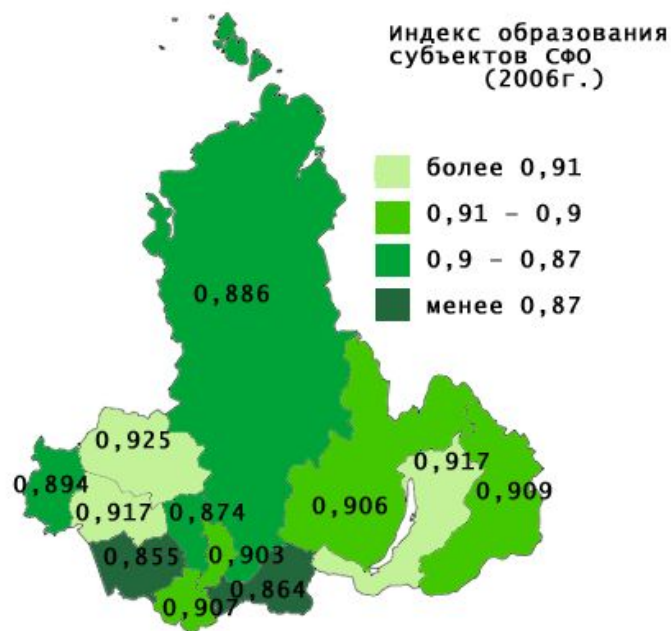 Индекс образования
субъектов СФО
(2006г.)
более 0,91
0,91 – 0,9
0,9 – 0,87
менее 0,87
0,886
0,925
0,917
0,894
0,909
0,917
0,874
0,906
0,855
0,903
0,864
0,907